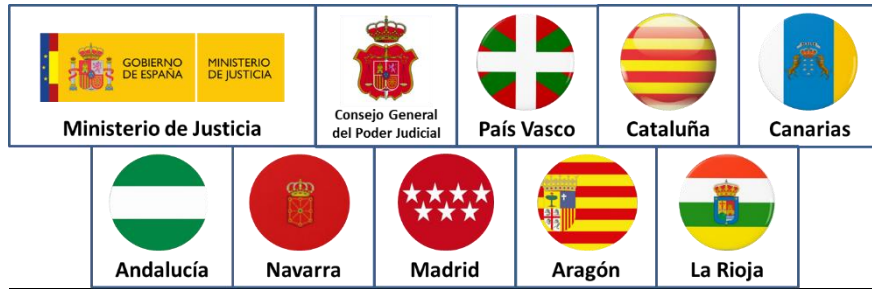 GOBIERNO
DE ESPAÑA
MINISTERIO
DE JUSTICIA
Ministerio de Justicia
Consejo General
del Poder Judicial
País Vasco
Cataluña
Canarias
Andalucía
Navarra
Madrid
Aragón
La Rioja